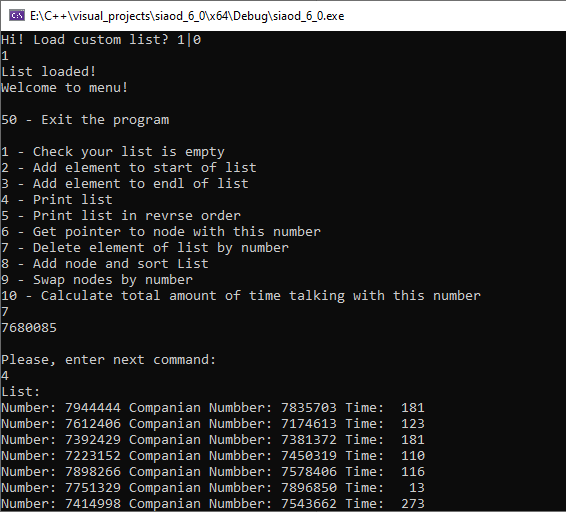 E:\C++\visual_projects\siaod_6_0\x64\Debug\siaod_6_0.exe
Hi! Load custom list? 1|0
1
List loaded!
Welcome to menu!
50 - Exit the program
1 - Check your list is empty
2 - Add element to start of list
3 - Add element to endl of list
4 - Print list
5 - Print list in revrse order
6 - Get pointer to node with this number
7 - Delete element of list by number
8 - Add node and sort List
9 - Swap nodes by number
10 - Calculate total amount of time talking with this number
7
7680085
Please, enter next command:
4
List:
Number: 7944444 Companian Numbber: 7835703 Time:  181
Number: 7612406 Companian Numbber: 7174613 Time:  123
Number: 7392429 Companian Numbber: 7381372 Time:  181
Number: 7223152 Companian Numbber: 7450319 Time:  110
Number: 7898266 Companian Numbber: 7578406 Time:  116
Number: 7751329 Companian Numbber: 7896850 Time:   13
Number: 7414998 Companian Numbber: 7543662 Time:  273